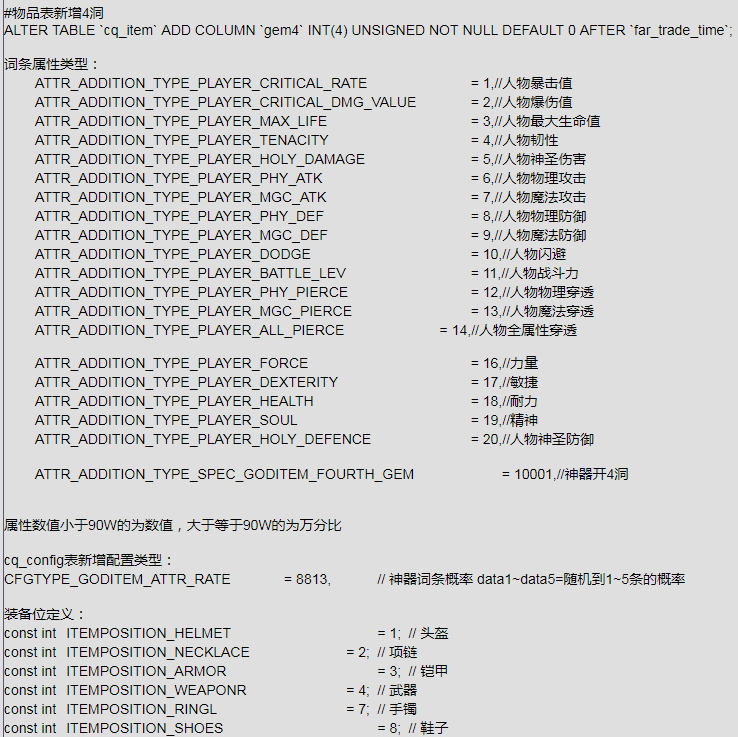 #物品表新增4洞
ALTER TABLE `cq_item` ADD COLUMN `gem4` INT(4) UNSIGNED NOT NULL DEFAULT 0 AFTER `far_trade_time`;
词条属性类型：
ATTR_ADDITION_TYPE_PLAYER_CRITICAL_RATE = 1,//人物暴击值
ATTR_ADDITION_TYPE_PLAYER_CRITICAL_DMG_VALUE = 2,//人物爆伤值
ATTR_ADDITION_TYPE_PLAYER_MAX_LIFE = 3,//人物最大生命值
ATTR_ADDITION_TYPE_PLAYER_TENACITY = 4,//人物韧性
ATTR_ADDITION_TYPE_PLAYER_HOLY_DAMAGE = 5,//人物神圣伤害
ATTR_ADDITION_TYPE_PLAYER_PHY_ATK = 6,//人物物理攻击
ATTR_ADDITION_TYPE_PLAYER_MGC_ATK = 7,//人物魔法攻击
ATTR_ADDITION_TYPE_PLAYER_PHY_DEF = 8,//人物物理防御
ATTR_ADDITION_TYPE_PLAYER_MGC_DEF = 9,//人物魔法防御
ATTR_ADDITION_TYPE_PLAYER_DODGE = 10,//人物闪避
ATTR_ADDITION_TYPE_PLAYER_BATTLE_LEV = 11,//人物战斗力
ATTR_ADDITION_TYPE_PLAYER_PHY_PIERCE = 12,//人物物理穿透
ATTR_ADDITION_TYPE_PLAYER_MGC_PIERCE = 13,//人物魔法穿透
ATTR_ADDITION_TYPE_PLAYER_ALL_PIERCE = 14,//人物全属性穿透
ATTR_ADDITION_TYPE_PLAYER_FORCE = 16,//力量
ATTR_ADDITION_TYPE_PLAYER_DEXTERITY = 17,//敏捷
ATTR_ADDITION_TYPE_PLAYER_HEALTH = 18,//耐力
ATTR_ADDITION_TYPE_PLAYER_SOUL = 19,//精神
ATTR_ADDITION_TYPE_PLAYER_HOLY_DEFENCE = 20,//人物神圣防御
ATTR_ADDITION_TYPE_SPEC_GODITEM_FOURTH_GEM = 10001,//神器开4洞
属性数值小于90W的为数值，大于等于90W的为万分比
cq_config表新增配置类型：
CFGTYPE_GODITEM_ATTR_RATE = 8813, // 神器词条概率 data1~data5=随机到1~5条的概率
装备位定义：
const int ITEMPOSITION_HELMET = 1; // 头盔
const int ITEMPOSITION_NECKLACE = 2; // 项链
const int ITEMPOSITION_ARMOR = 3; // 铠甲
const int ITEMPOSITION_WEAPONR = 4; // 武器
const int ITEMPOSITION_RINGL = 7; // 手镯
const int ITEMPOSITION_SHOES = 8; // 鞋子